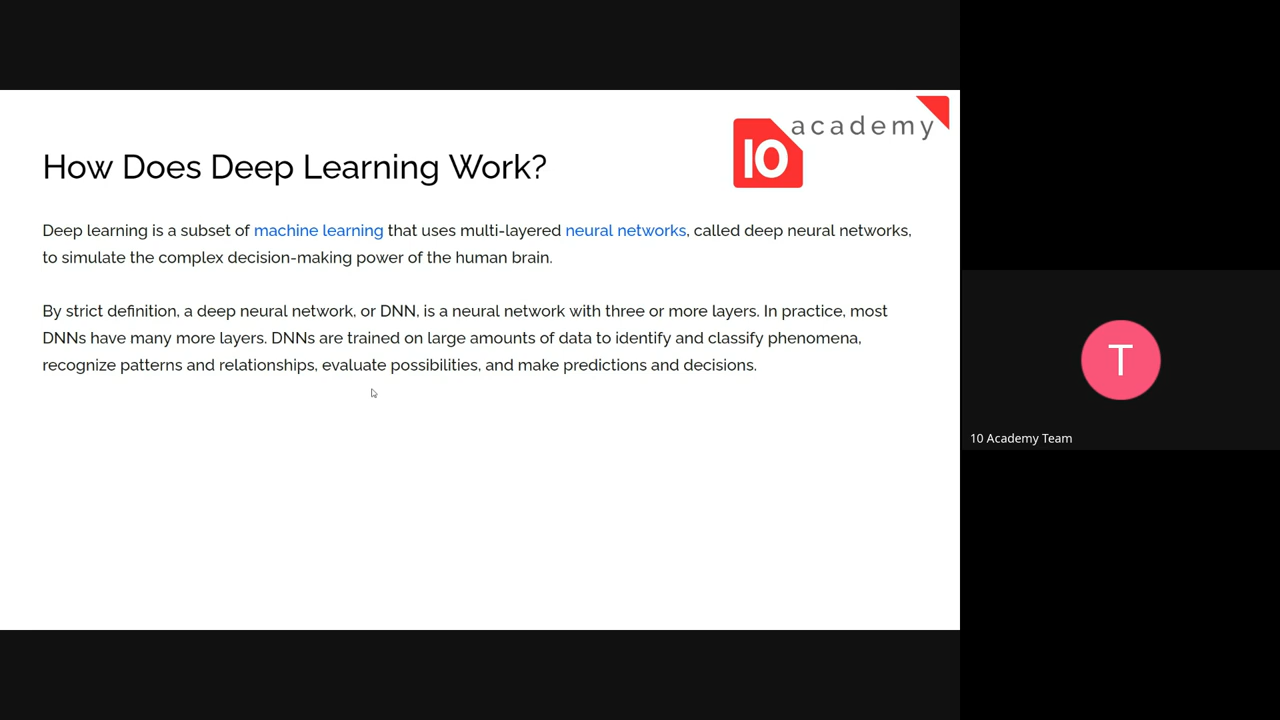 academy
10
How Does Deep Learning Work?
Deep learning is a subset of machine learning that uses multi-layered neural networks, called deep neural networks,
to simulate the complex decision-making power of the human brain.
By strict definition, a deep neural network, or DNN, is a neural network with three or more layers. In practice, most
DNNs have many more layers. DNNs are trained on large amounts of data to identify and classify phenomena,
recognize patterns and relationships, evaluate possibilities, and make predictions and decisions.
T
10 Academy Team